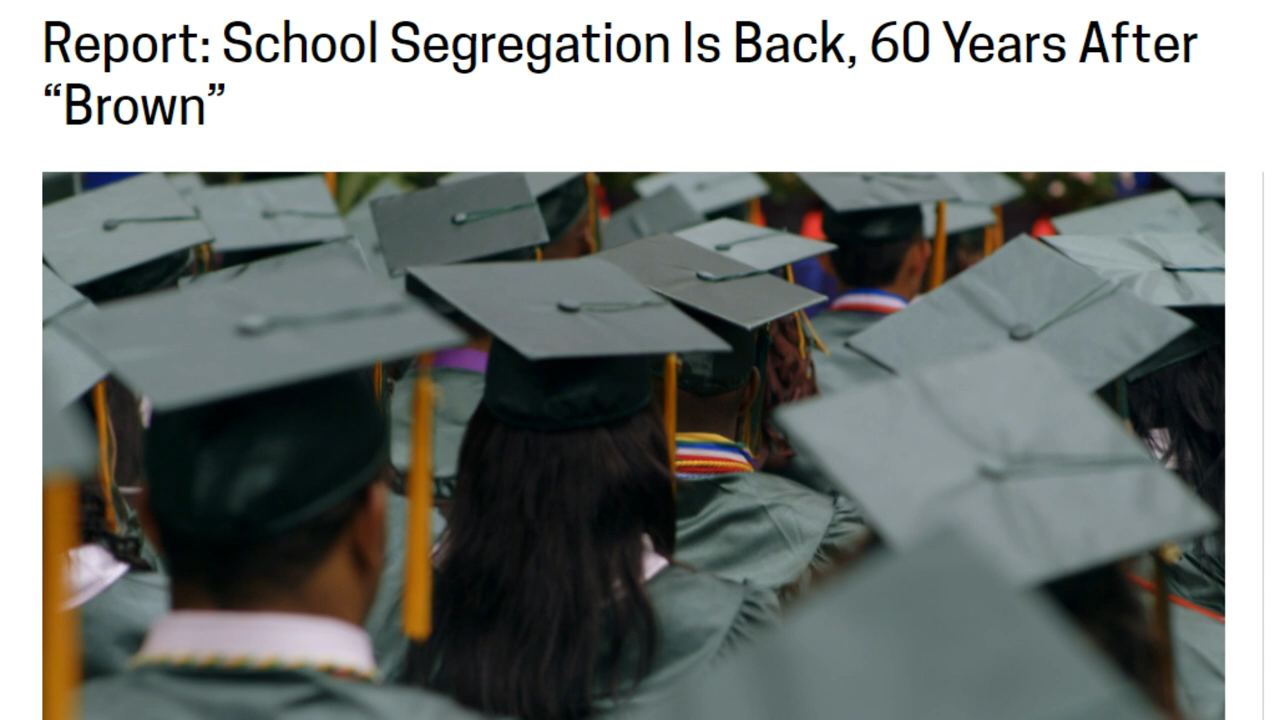 Report: School Segregation Is Back, 60 Years After
“Brown”